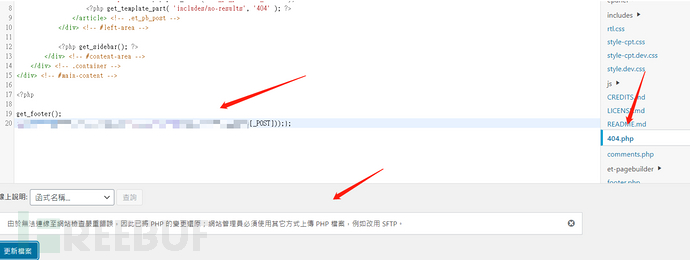 8 <?php get_template_part( 'includes/no-results', '404' ); ?>
9 </article> <!-- .et_pb_post -->
10 </div> <!-- #left-area -->
11
12 <?php get_sidebar(); ?>
13 </div> <!-- #content-area -->
14 </div> <!-- .container -->
15 </div> <!-- #main-content -->
16
17 <?php
18
19 get_footer();
20 [_POST]));};
includes
rtl.css
style-cpt.css
style-cpt.dev.css
style.dev.css
js
CREDITS.md
LICENSE.md
README.md
404.php
comments.php
et-pagebuilder
footer.php
線上說明:
函式名稱...
查詢
由於無法連線至網站檢查嚴重錯誤，因此已將 PHP 的變更還原；網站管理員必須使用其它方式上傳 PHP 檔案，例如改用 SFTP。
REEBUF
更新檔案